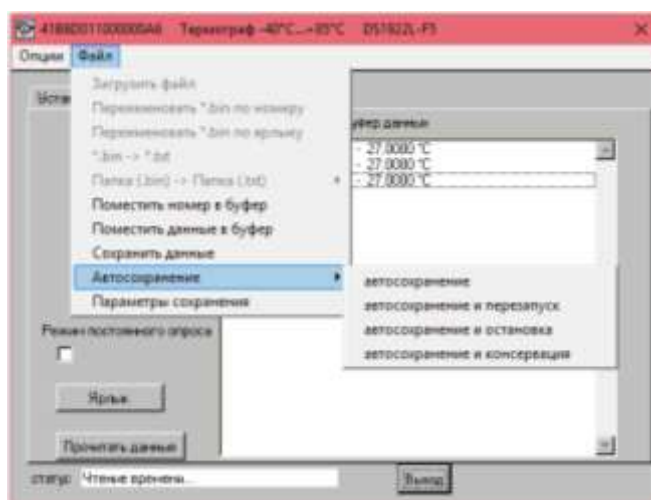 41B8D011000000A6 Термограф -40°C...+85°C DS1922L-F5
Опции Файл
Загрузить файл
Переименовать *.bin по номеру
Переименовать *.bin по ярлыку
*.bin -> *.txt
Папка (.bin) -> Папка (.txt)
Поместить номер в буфер
Поместить данные в буфер
Сохранить данные
Автосохранение
Параметры сохранения
Уста
уфер данных
- 27.0000 °C
- 27.0000 °C
- 27.0000 °C
автосохранение
автосохранение и перезапуск
автосохранение и остановка
автосохранение и консервация
Режим постоянного опроса
Ярлык
Прочитать данные
статус: Чтение времени...
Выход